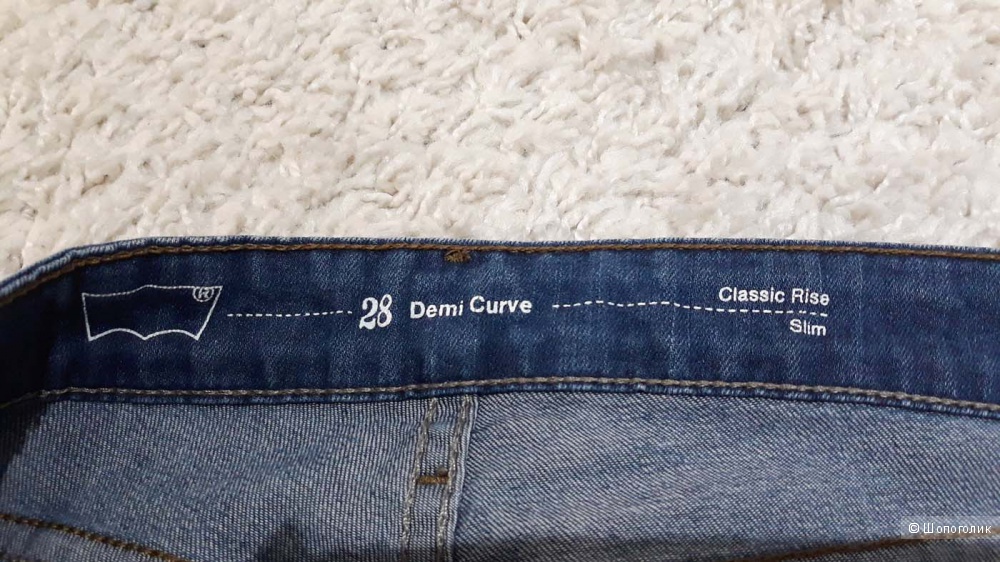 ®
28 Demi Curve
Classic Rise
Slim
© Шопоголик